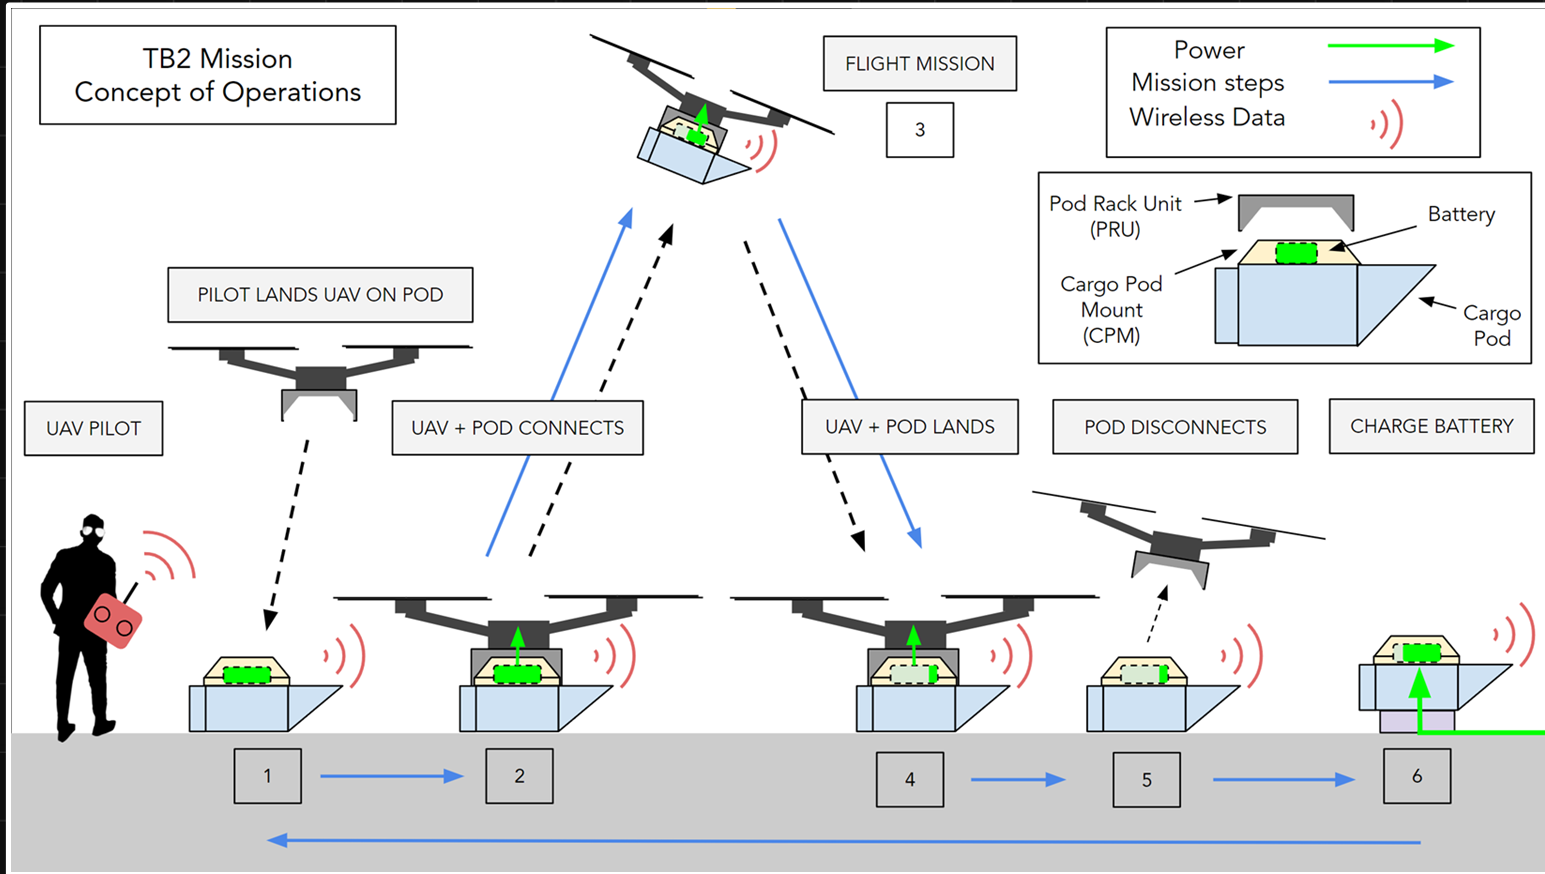 TB2 Mission
Concept of Operations
FLIGHT MISSION
3
Power
Mission steps
Wireless Data
Pod Rack Unit
(PRU)
Battery
Cargo Pod
Mount
(CPM)
Cargo
Pod
PILOT LANDS UAV ON POD
UAV PILOT
UAV + POD CONNECTS
UAV + POD LANDS
POD DISCONNECTS
CHARGE BATTERY
1
2
4
5
6